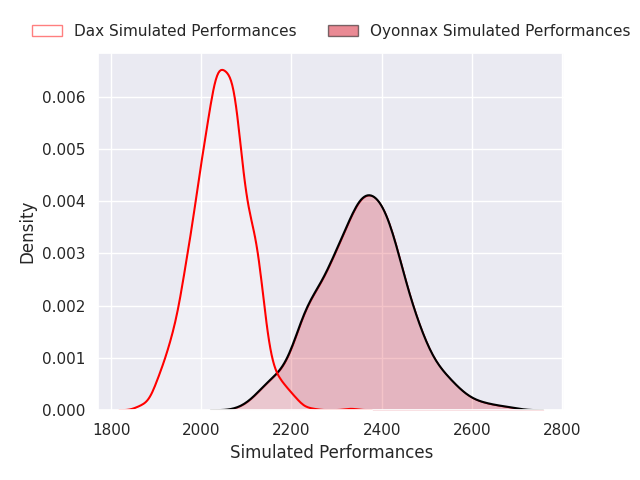 Dax Simulated Performances
Oyonnax Simulated Performances
0.006
0.005
0.004
0.003
0.002
0.001
0.000
Density
1800 2000 2200 2400 2600 2800
Simulated Performances